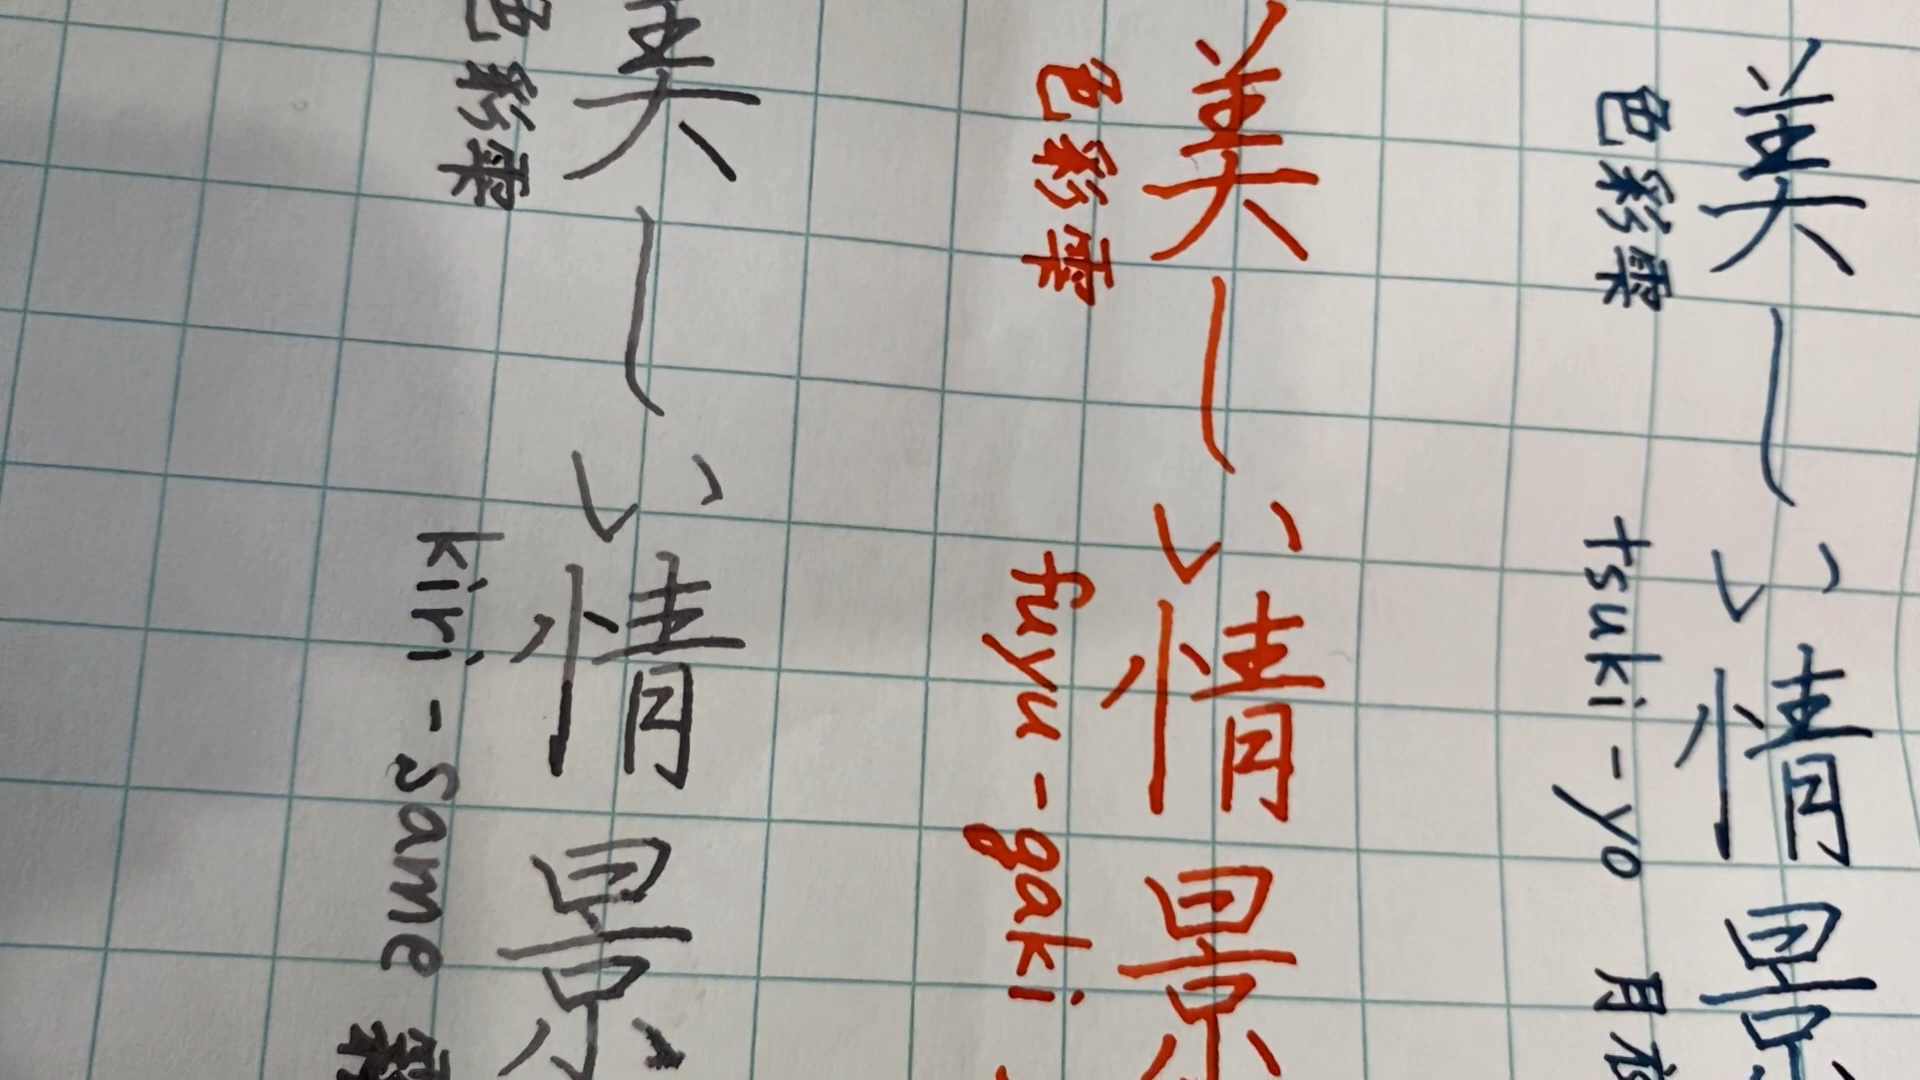 美しい情景
色彩雫 tsuki-yo 月
美しい情景
色彩雫 fuyu-gaki
美しい情景
色彩雫 kiri-same